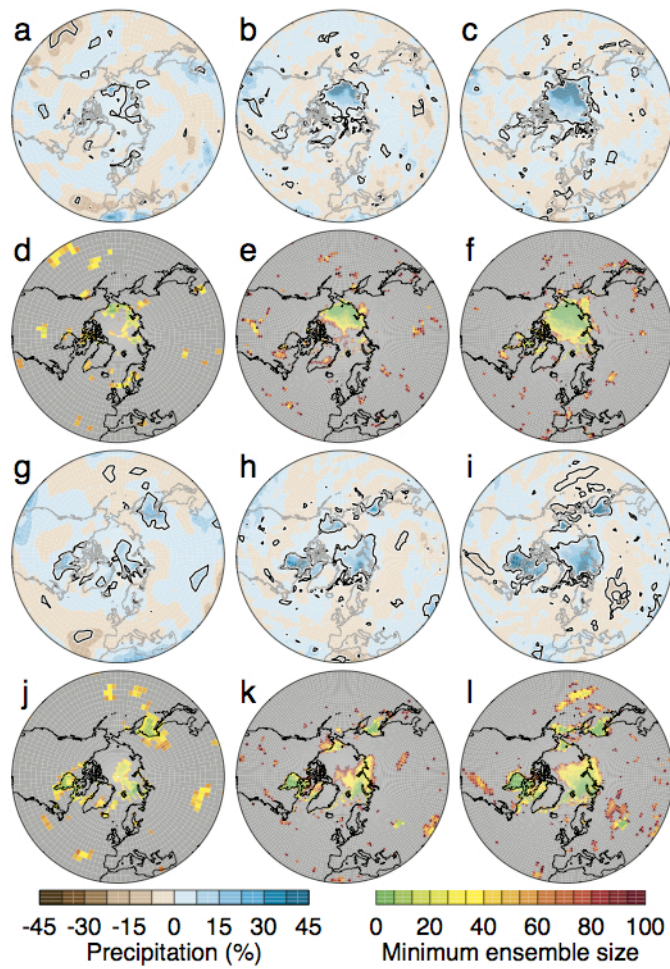 a b c
d e f
g h i
j k l
-45 -30 -15 0 15 30 45 0 20 40 60 80 100
Precipitation (%) Minimum ensemble size